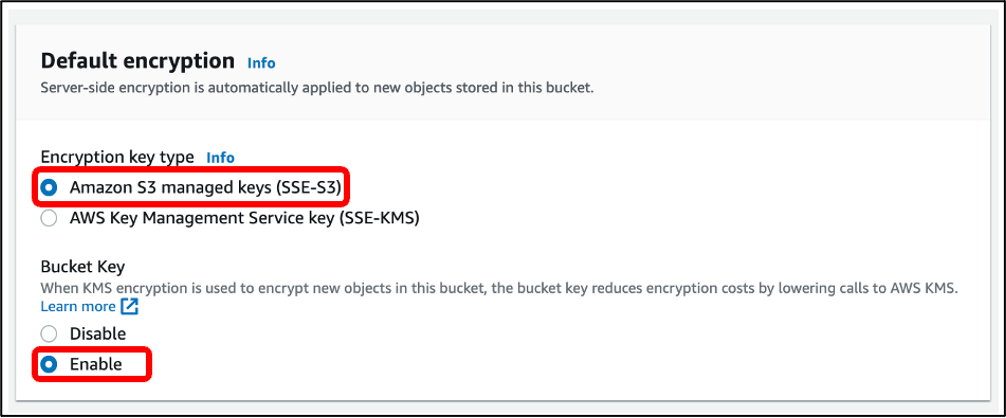 Default encryption Info
Server-side encryption is automatically applied to new objects stored in this bucket.
Encryption key type Info
Amazon S3 managed keys (SSE-S3)
AWS Key Management Service key (SSE-KMS)
Bucket Key
When KMS encryption is used to encrypt new objects in this bucket, the bucket key reduces encryption costs by lowering calls to AWS KMS.
Learn more
Disable
Enable